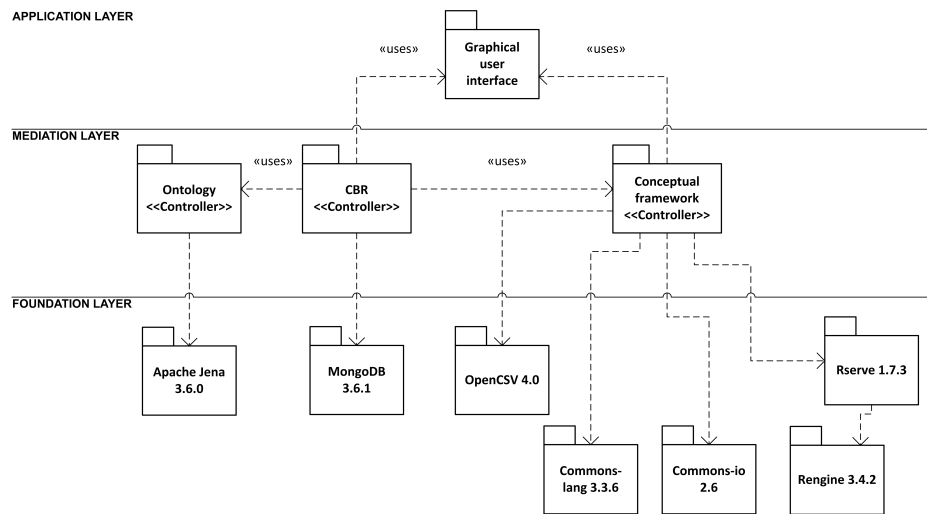 APPLICATION LAYER
«uses»
Graphical
user
interface
«uses»
MEDIATION LAYER
Ontology
<<Controller>>
«uses»
CBR
<<Controller>>
«uses»
Conceptual
framework
<<Controller>>
FOUNDATION LAYER
Apache Jena
3.6.0
MongoDB
3.6.1
OpenCSV 4.0
Rserve 1.7.3
Commons-
lang 3.3.6
Commons-io
2.6
Rengine 3.4.2